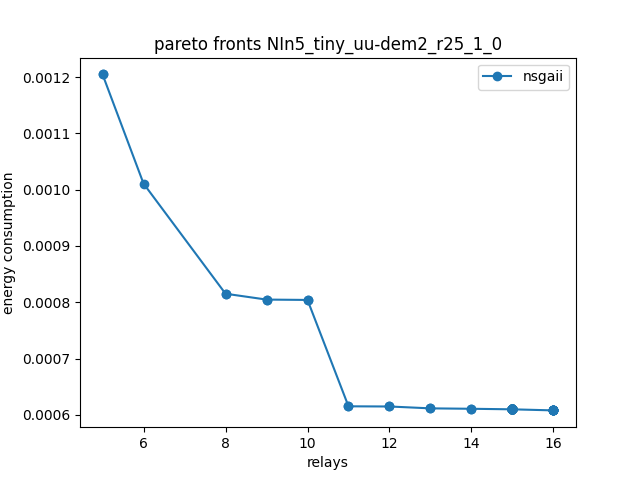 pareto fronts NIn5_tiny_uu-dem2_r25_1_0
nsgaii
0.0012
0.0011
0.0010
0.0009
0.0008
0.0007
0.0006
energy consumption
6 8 10 12 14 16
relays